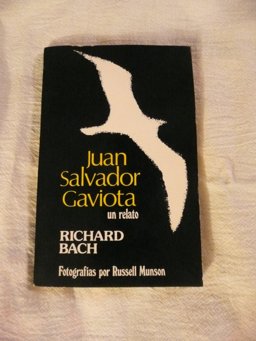 Juan
Salvador
Gaviota
un relato
RICHARD
BACH
Fotografías por Russell Munson